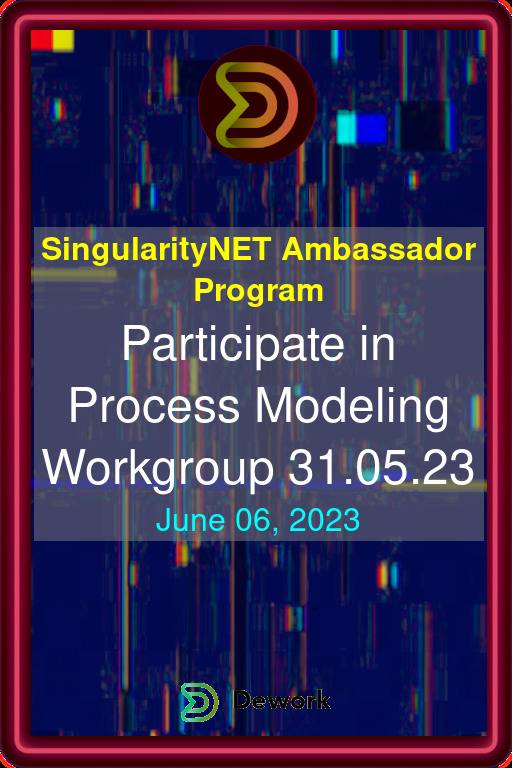 SingularityNET Ambassador
Program
Participate in
Process Modeling
Workgroup 31.05.23
June 06, 2023
Dework